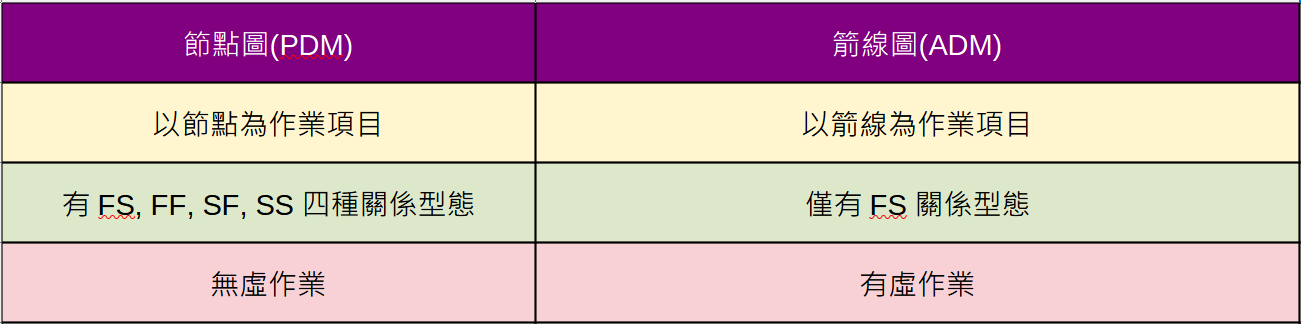 節點圖(PDM)
箭線圖(ADM)
以節點為作業項目
以箭線為作業項目
有 FS, FF, SF, SS 四種關係型態
僅有 FS 關係型態
無虛作業
有虛作業